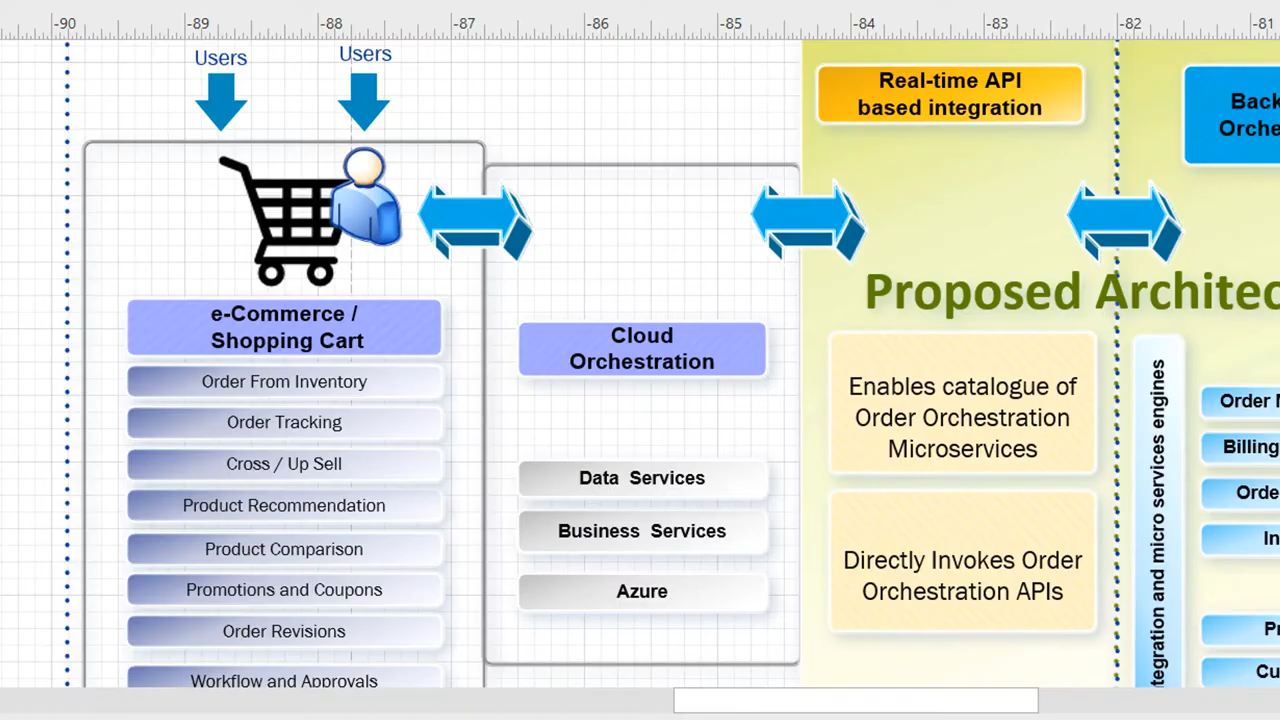 -90 -89 -88 -87 -86 -85 -84 -83 -82 -81
Users
Users
e-Commerce /
Shopping Cart
Order From Inventory
Order Tracking
Cross / Up Sell
Product Recommendation
Product Comparison
Promotions and Coupons
Order Revisions
Workflow and Approvals
Cloud
Orchestration
Data Services
Business Services
Azure
Real-time API
based integration
Proposed Architec
Enables catalogue of
Order Orchestration
Microservices
Directly Invokes Order
Orchestration APIs
tegration and micro services engines
Back
Orche
Order M
Billing
Orde
In
Pr
Cu